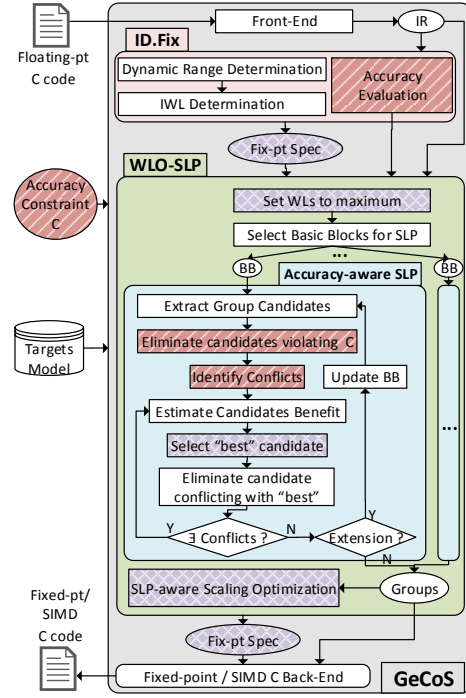 Floating-pt
C code
Front-End
IR
ID.Fix
Dynamic Range Determination
IWL Determination
Accuracy
Evaluation
Fix-pt Spec
WLO-SLP
Accuracy
Constraint
C
Set WLs to maximum
Select Basic Blocks for SLP
...
BB
BB
Accuracy-aware SLP
Extract Group Candidates
Eliminate candidates violating C
Identify Conflicts
Update BB
Targets
Model
Estimate Candidates Benefit
Select "best" candidate
Eliminate candidate
conflicting with "best"
...
Y
∃ Conflicts ?
N
Extension ?
Y
N
SLP-aware Scaling Optimization
Groups
Fixed-pt/
SIMD
C code
Fix-pt Spec
Fixed-point / SIMD C Back-End
GeCoS